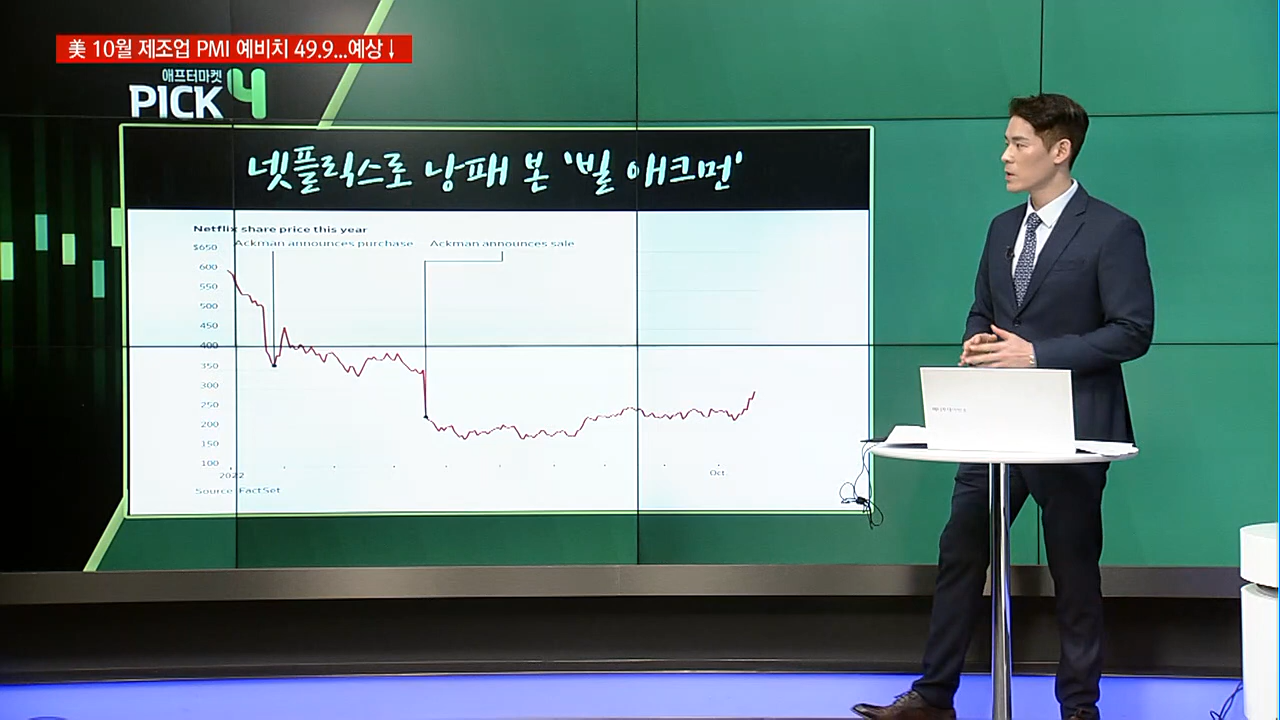 美 10월 제조업 PMI 예비치 49.9...예상↓
애프터마켓
PICK 4
넷플릭스로 낭패 본 '빌 애크먼'
Netflix share price this year
$650 Ackman announces purchase Ackman announces sale
600
550
500
450
400
350
300
250
200
150
100
2022 Oct
Source: FactSet